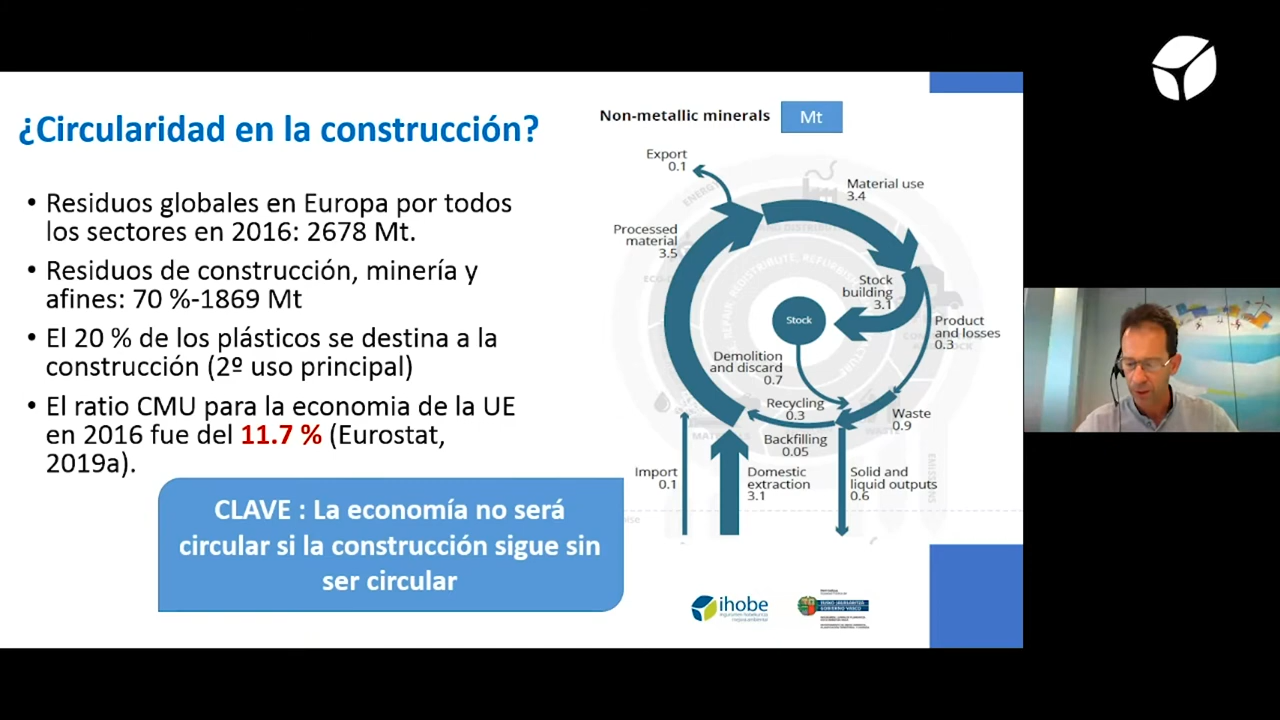 ¿Circularidad en la construcción?
• Residuos globales en Europa por todos
los sectores en 2016: 2678 Mt.
• Residuos de construcción, minería y
afines: 70 %-1869 Mt
• El 20 % de los plásticos se destina a la
construcción (2º uso principal)
• El ratio CMU para la economia de la UE
en 2016 fue del 11.7 % (Eurostat,
2019a).
CLAVE : La economía no será
circular si la construcción sigue sin
ser circular
Non-metallic minerals
Mt
Export
0.1
Material use
3.4
Processed
material
3.5
Stock
building
3.1
Stock
Product
and losses
0.3
Demolition
and discard
0.7
Recycling
0.3
Waste
0.9
Backfilling
0.05
Import
0.1
Domestic
extraction
3.1
Solid and
liquid outputs
0.6
EMISSIONS
ihobe
EUSKO JAURLARITZA
GOBIERNO VASCO